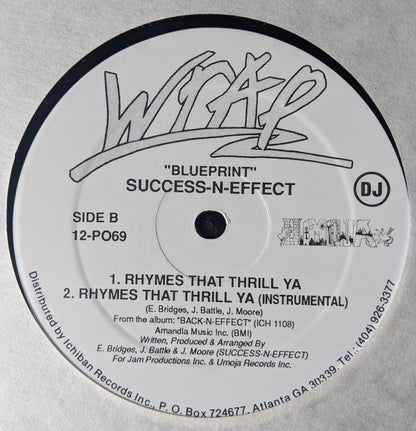 WRAP
"BLUEPRINT"
SUCCESS-N-EFFECT
DJ
SIDE B
12-PO69
UMOJA
1. RHYMES THAT THRILL YA
2. RHYMES THAT THRILL YA (INSTRUMENTAL)
(E. Bridges, J. Battle, J. Moore)
From the album: "BACK-N-EFFECT" (ICH 1108)
Amandla Music Inc. (BMI)
Written, Produced & Arranged By
E. Bridges, J. Battle & J. Moore (SUCCESS-N-EFFECT)
For Jam Productions Inc. & Umoja Records Inc.
Distributed by Ichiban Records Inc., P. O. Box 724677, Atlanta GA 30339, Tel: (404) 926-3377